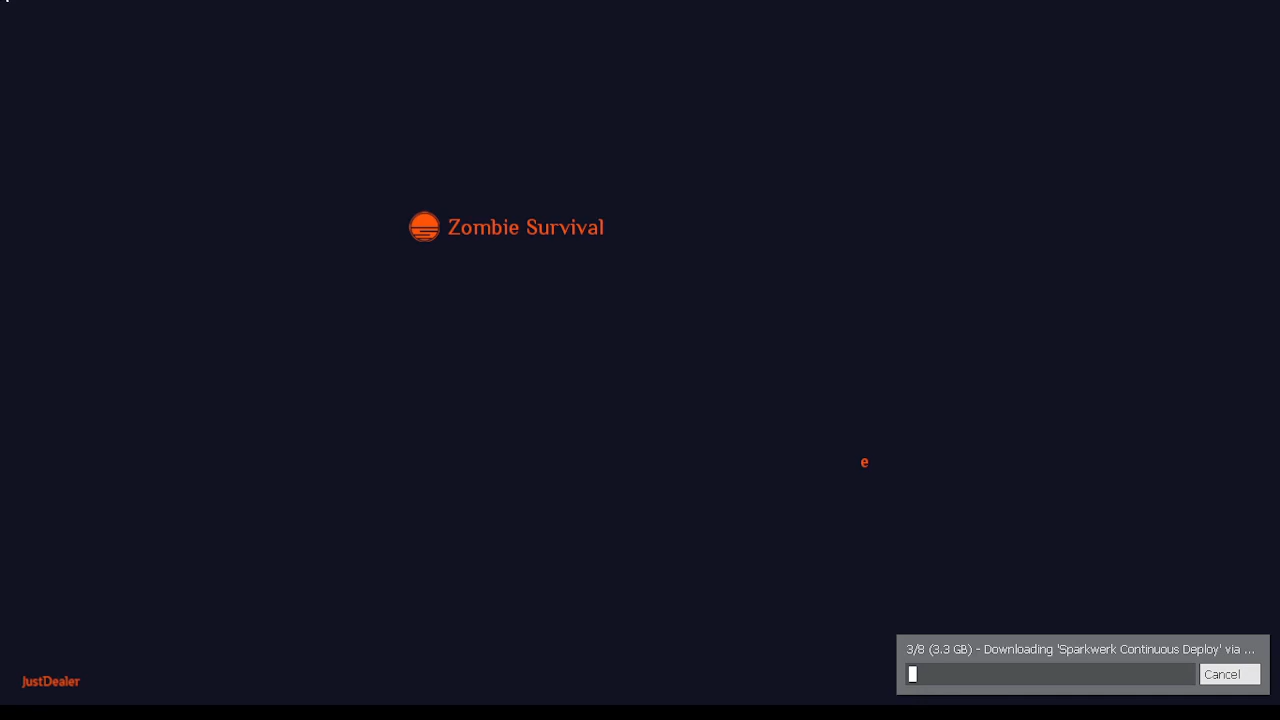 Zombie Survival
e
3/8 (3.3 GB) - Downloading 'Sparkwerk Continuous Deploy' via ...
Cancel
JustDealer